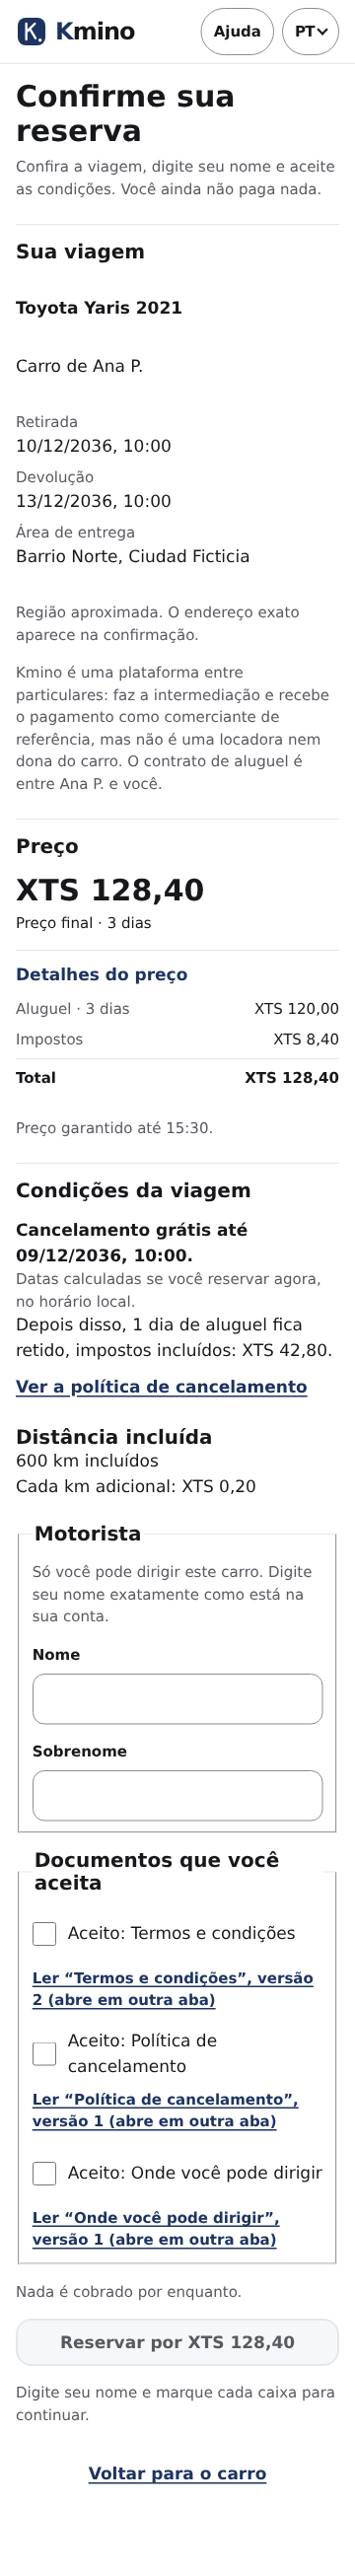 K. Kmino
Ajuda
PT
Confirme sua
reserva
Confira a viagem, digite seu nome e aceite
as condições. Você ainda não paga nada.
Sua viagem
Toyota Yaris 2021
Carro de Ana P.
Retirada
10/12/2036, 10:00
Devolução
13/12/2036, 10:00
Área de entrega
Barrio Norte, Ciudad Ficticia
Região aproximada. O endereço exato
aparece na confirmação.
Kmino é uma plataforma entre
particulares: faz a intermediação e recebe
o pagamento como comerciante de
referência, mas não é uma locadora nem
dona do carro. O contrato de aluguel é
entre Ana P. e você.
Preço
XTS 128,40
Preço final · 3 dias
Detalhes do preço
Aluguel · 3 dias XTS 120,00
Impostos XTS 8,40
Total XTS 128,40
Preço garantido até 15:30.
Condições da viagem
Cancelamento grátis até
09/12/2036, 10:00.
Datas calculadas se você reservar agora,
no horário local.
Depois disso, 1 dia de aluguel fica
retido, impostos incluídos: XTS 42,80.
Ver a política de cancelamento
Distância incluída
600 km incluídos
Cada km adicional: XTS 0,20
Motorista
Só você pode dirigir este carro. Digite
seu nome exatamente como está na
sua conta.
Nome
Sobrenome
Documentos que você
aceita
Aceito: Termos e condições
Ler “Termos e condições”, versão
2 (abre em outra aba)
Aceito: Política de
cancelamento
Ler “Política de cancelamento”,
versão 1 (abre em outra aba)
Aceito: Onde você pode dirigir
Ler “Onde você pode dirigir”,
versão 1 (abre em outra aba)
Nada é cobrado por enquanto.
Reservar por XTS 128,40
Digite seu nome e marque cada caixa para
continuar.
Voltar para o carro